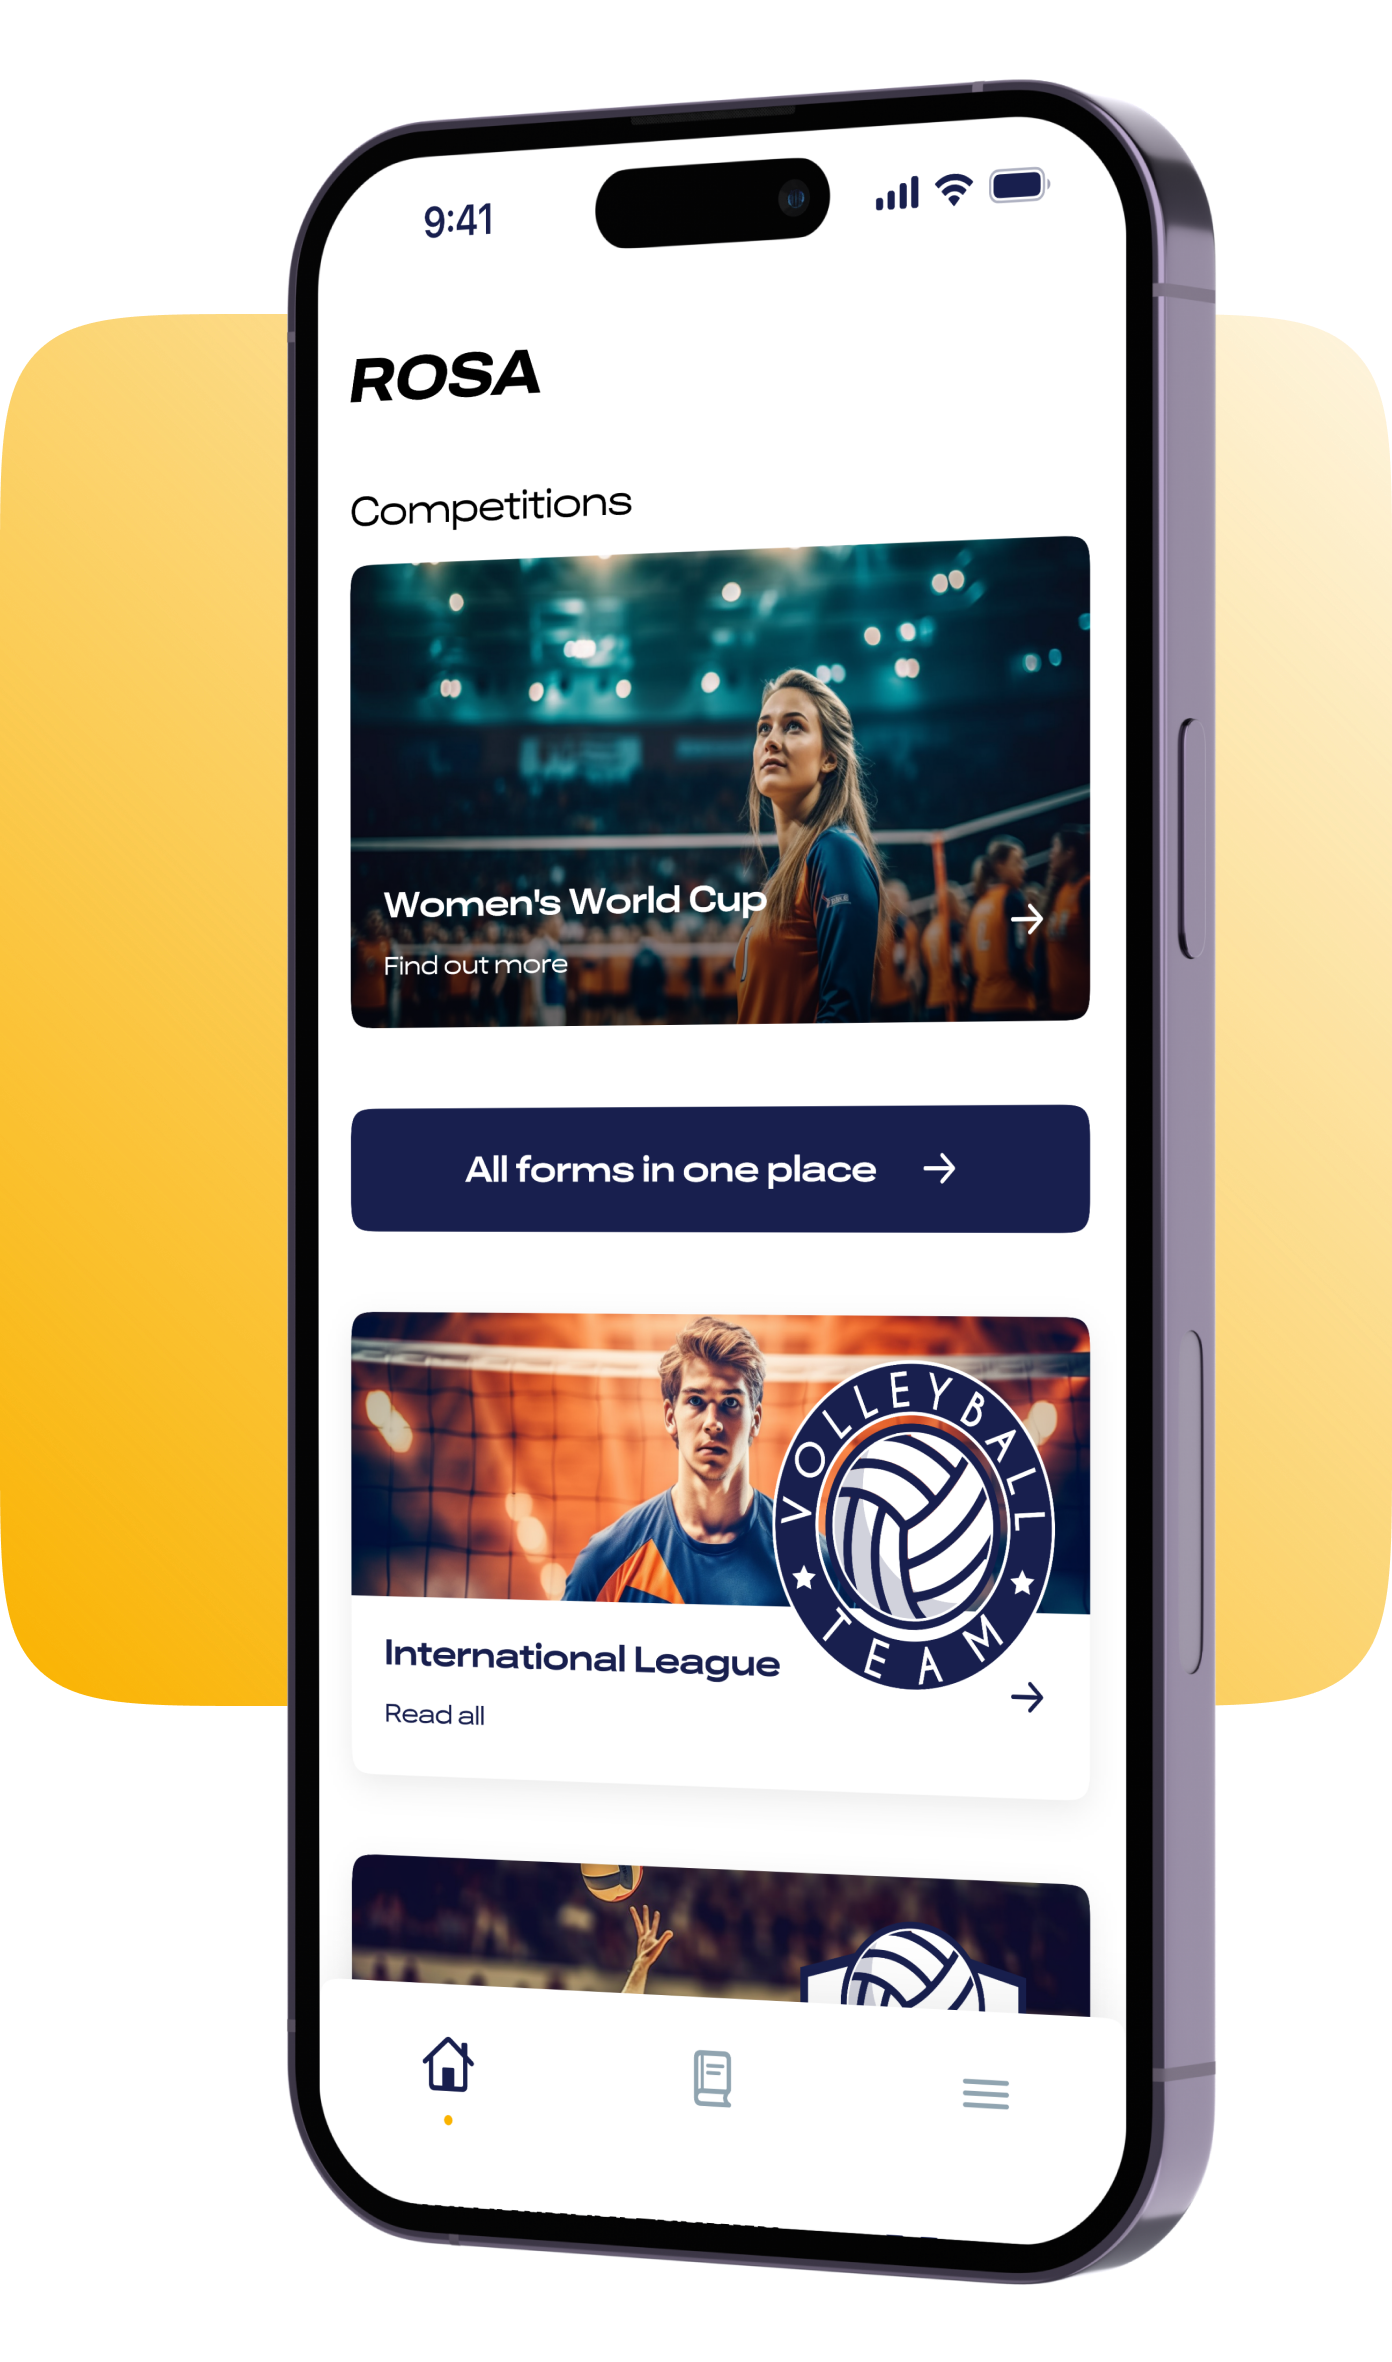 9:41
ROSA
Competitions
Women's World Cup
Find out more
All forms in one place
VOLLEYBALL
TEAM
International League
Read all